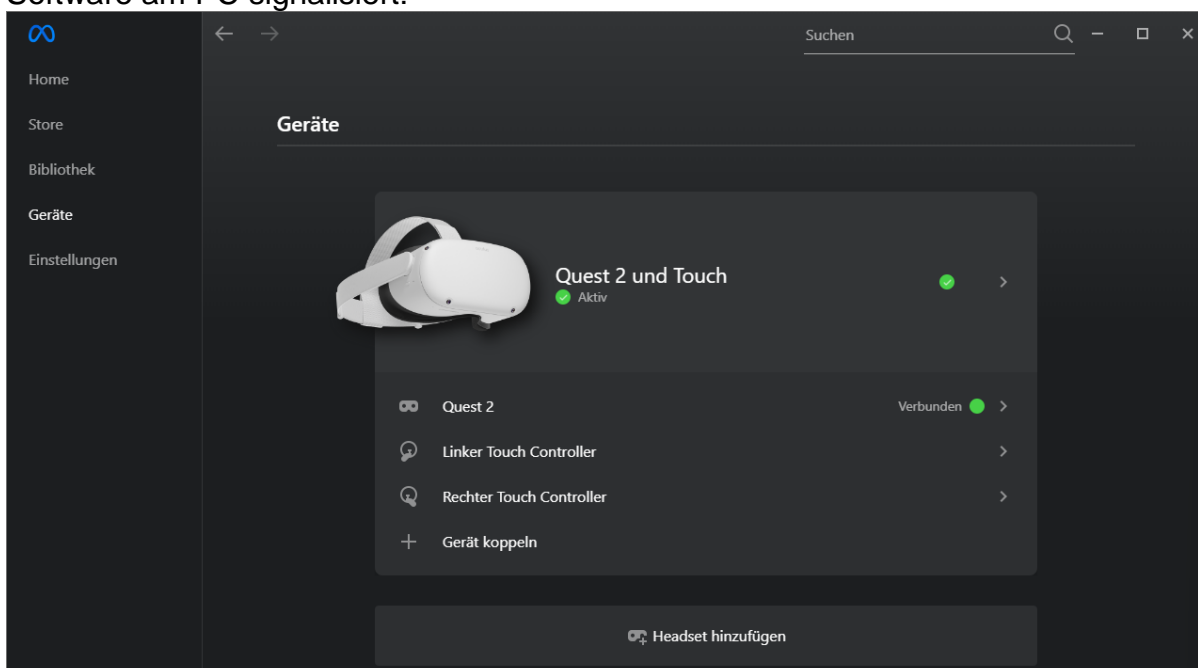 Software am PC signalisiert.
Suchen
Home
Store
Bibliothek
Geräte
Einstellungen
Geräte
Quest 2 und Touch
Aktiv
Quest 2 Verbunden
Linker Touch Controller
Rechter Touch Controller
Gerät koppeln
Headset hinzufügen